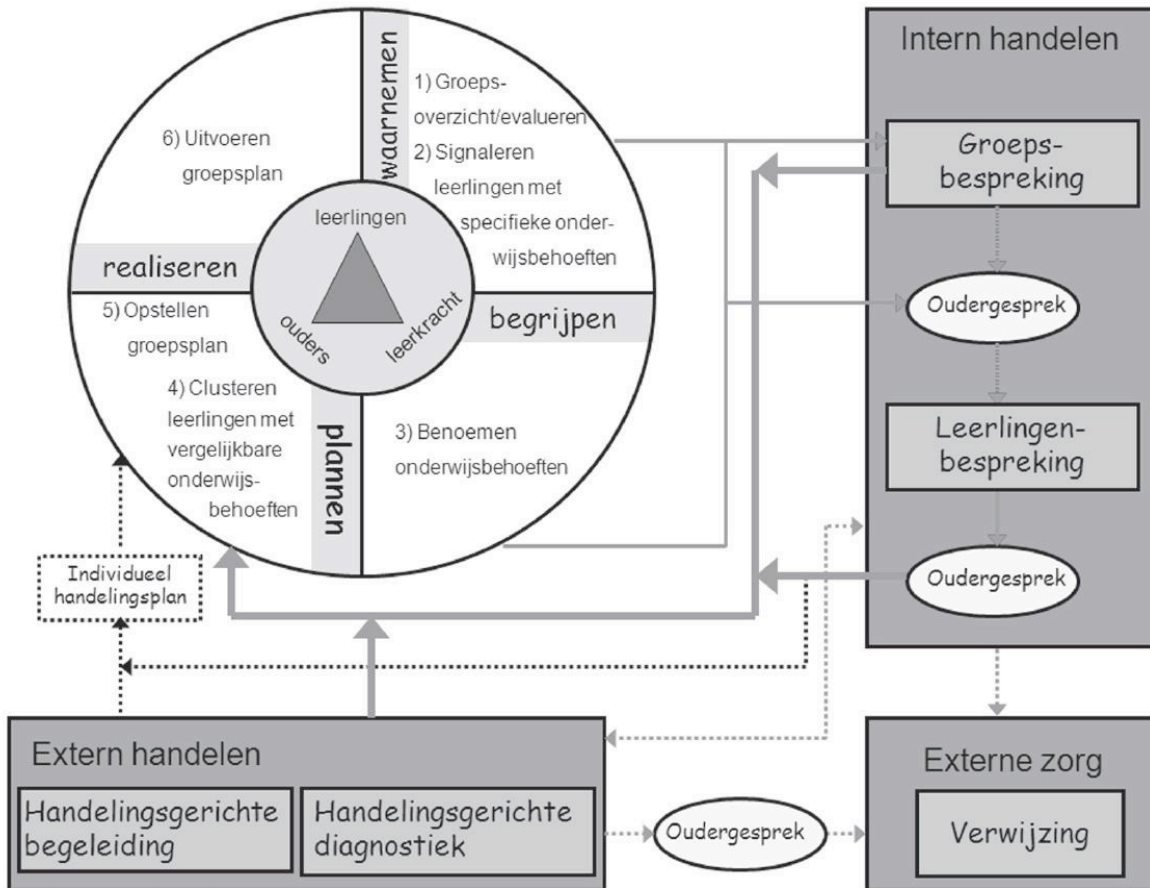 waarnemen
1) Groeps-
overzicht/evalueren
2) Signaleren
leerlingen met
specifieke onder-
wijsbehoeften
begrijpen
3) Benoemen
onderwijsbehoeften
plannen
4) Clusteren
leerlingen met
vergelijkbare
onderwijs-
behoeften
5) Opstellen
groepsplan
realiseren
6) Uitvoeren
groepsplan
leerlingen
ouders
leerkracht
Intern handelen
Groeps-
bespreking
Oudergesprek
Leerlingen-
bespreking
Oudergesprek
Individueel
handelingsplan
Extern handelen
Handelingsgerichte
begeleiding
Handelingsgerichte
diagnostiek
Oudergesprek
Externe zorg
Verwijzing